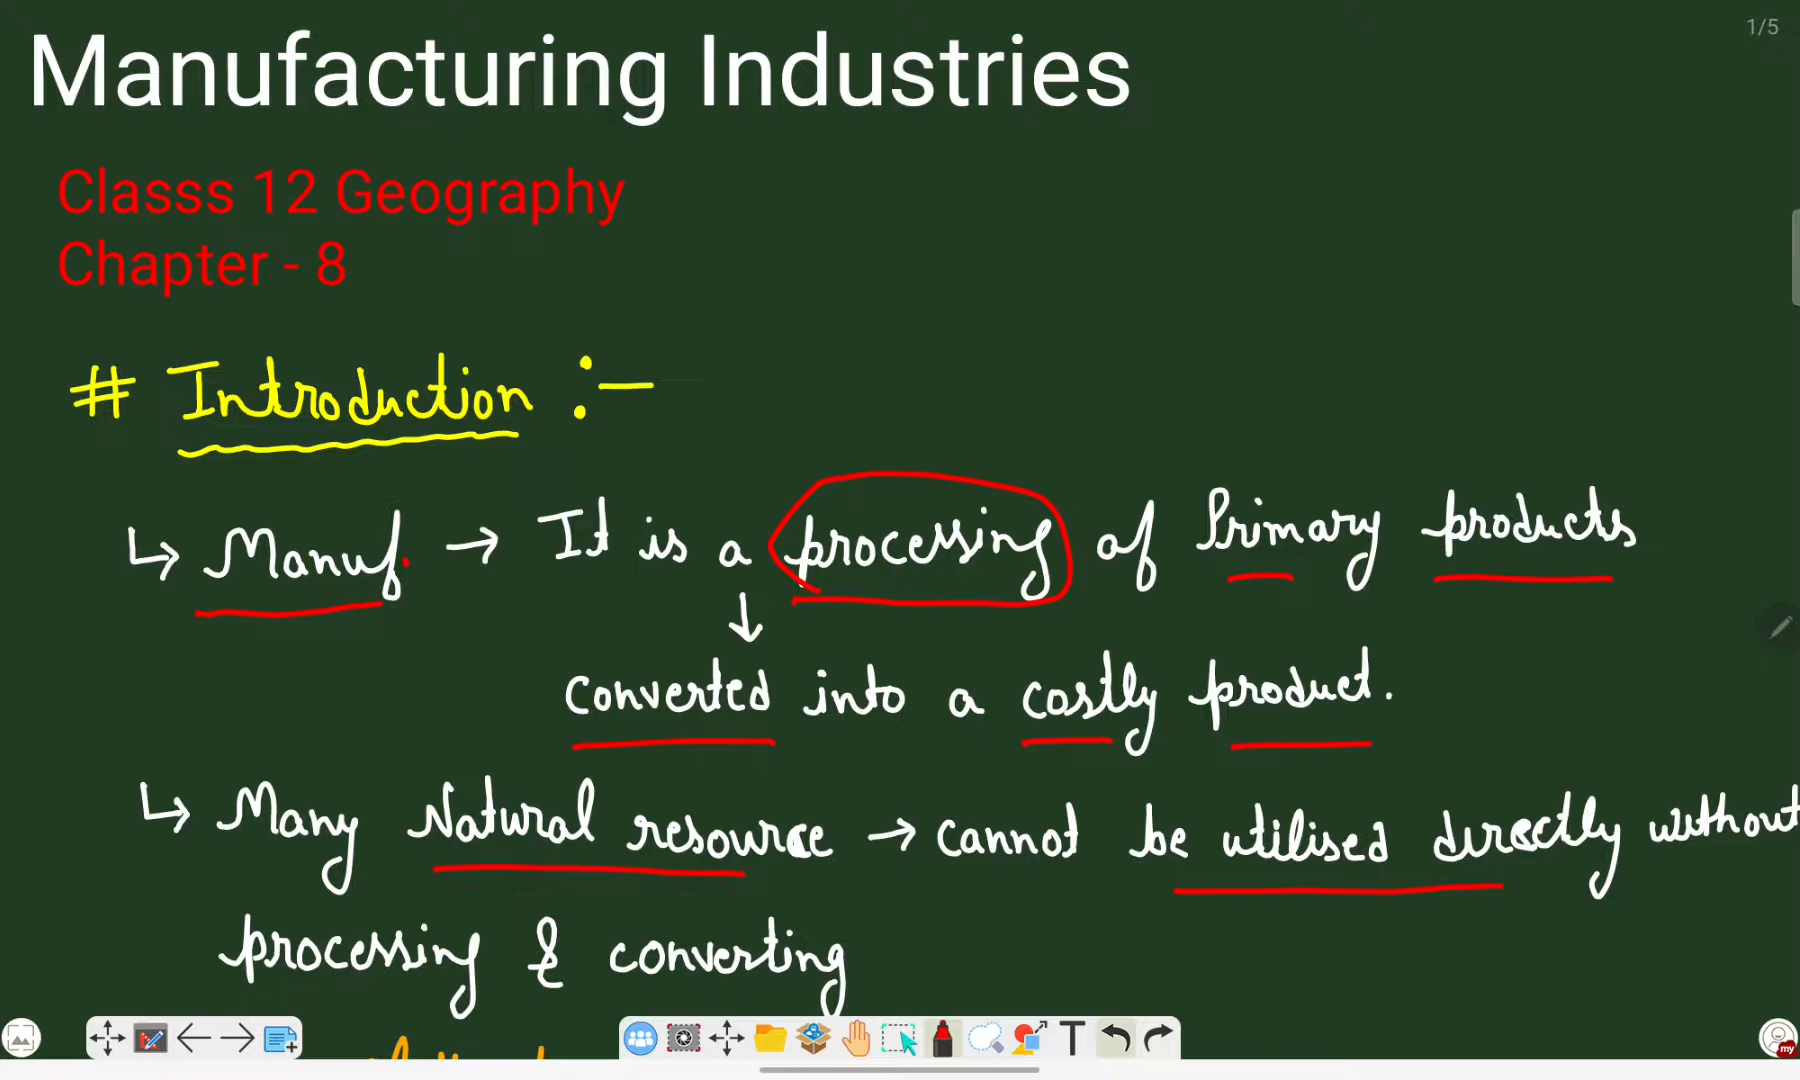 1/5
Manufacturing Industries
Classs 12 Geography
Chapter - 8
# Introduction :-
↳ Manuf. → It is a processing of Primary products
↓
converted into a costly product.
↳ Many Natural resource → cannot be utilised directly without
processing & converting
T
my